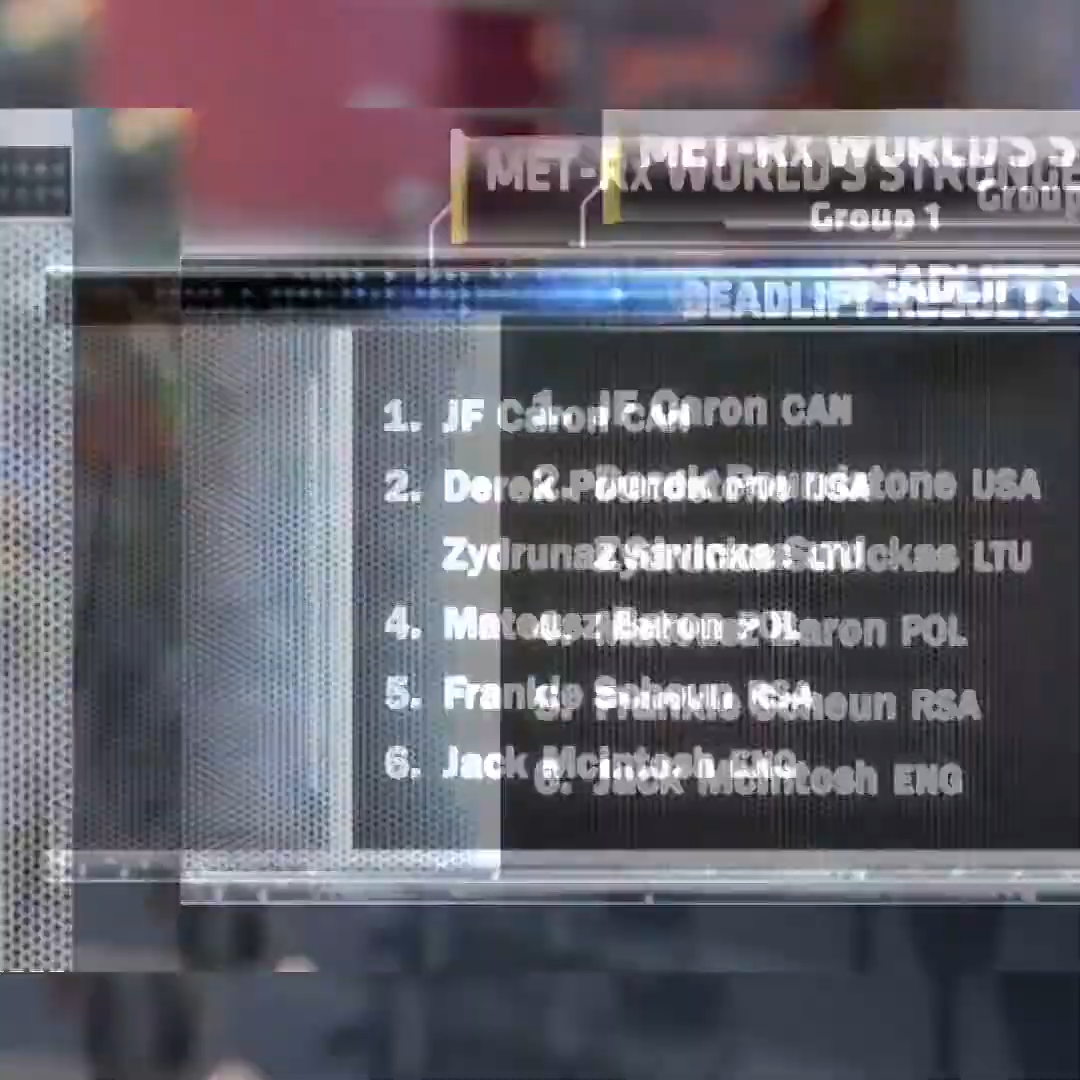 MET-RX WORLD'S
Group 1
DEADLIFT RESULTS
1. JF Caron CAN
2. Derek Poundstone USA
Zydrunas Savickas LTU
4. Mateusz Baron POL
5. Frankie Scheun RSA
6. Jack Mcintosh ENG